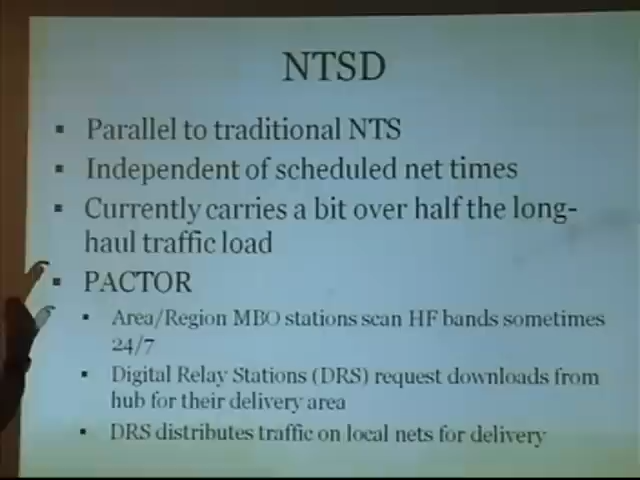 NTSD
▪ Parallel to traditional NTS
▪ Independent of scheduled net times
▪ Currently carries a bit over half the long-
haul traffic load
▪ PACTOR
▪ Area/Region MBO stations scan HF bands sometimes
24/7
▪ Digital Relay Stations (DRS) request downloads from
hub for their delivery area
▪ DRS distributes traffic on local nets for delivery